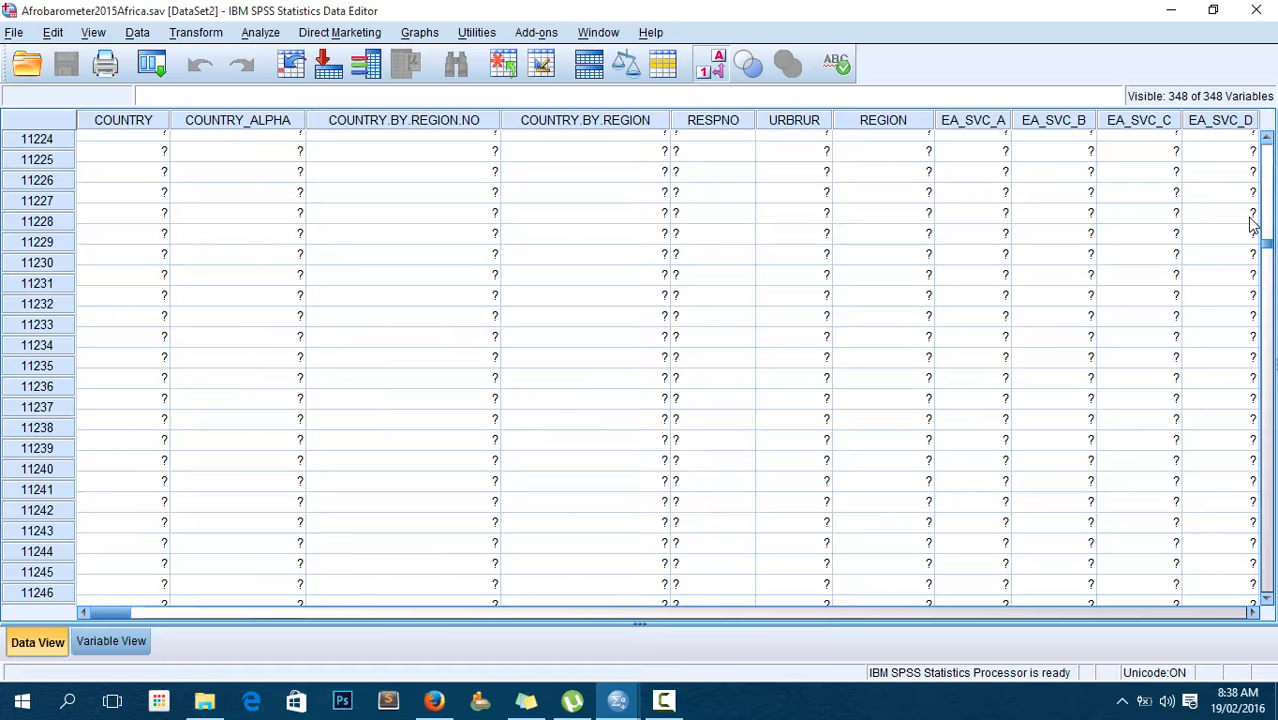 Afrobarometer2015Africa.sav [DataSet2] - IBM SPSS Statistics Data Editor
File Edit View Data Transform Analyze Direct Marketing Graphs Utilities Add-ons Window Help
Visible: 348 of 348 Variables
COUNTRY COUNTRY_ALPHA COUNTRY.BY.REGION.NO COUNTRY.BY.REGION RESPNO URBRUR REGION EA_SVC_A EA_SVC_B EA_SVC_C EA_SVC_D
11224 ? ? ? ? ? ? ? ? ? ? ?
11225 ? ? ? ? ? ? ? ? ? ? ?
11226 ? ? ? ? ? ? ? ? ? ? ?
11227 ? ? ? ? ? ? ? ? ? ? ?
11228 ? ? ? ? ? ? ? ? ? ? ?
11229 ? ? ? ? ? ? ? ? ? ? ?
11230 ? ? ? ? ? ? ? ? ? ? ?
11231 ? ? ? ? ? ? ? ? ? ? ?
11232 ? ? ? ? ? ? ? ? ? ? ?
11233 ? ? ? ? ? ? ? ? ? ? ?
11234 ? ? ? ? ? ? ? ? ? ? ?
11235 ? ? ? ? ? ? ? ? ? ? ?
11236 ? ? ? ? ? ? ? ? ? ? ?
11237 ? ? ? ? ? ? ? ? ? ? ?
11238 ? ? ? ? ? ? ? ? ? ? ?
11239 ? ? ? ? ? ? ? ? ? ? ?
11240 ? ? ? ? ? ? ? ? ? ? ?
11241 ? ? ? ? ? ? ? ? ? ? ?
11242 ? ? ? ? ? ? ? ? ? ? ?
11243 ? ? ? ? ? ? ? ? ? ? ?
11244 ? ? ? ? ? ? ? ? ? ? ?
11245 ? ? ? ? ? ? ? ? ? ? ?
11246 ? ? ? ? ? ? ? ? ? ? ?
Data View Variable View
IBM SPSS Statistics Processor is ready Unicode:ON
8:38 AM
19/02/2016